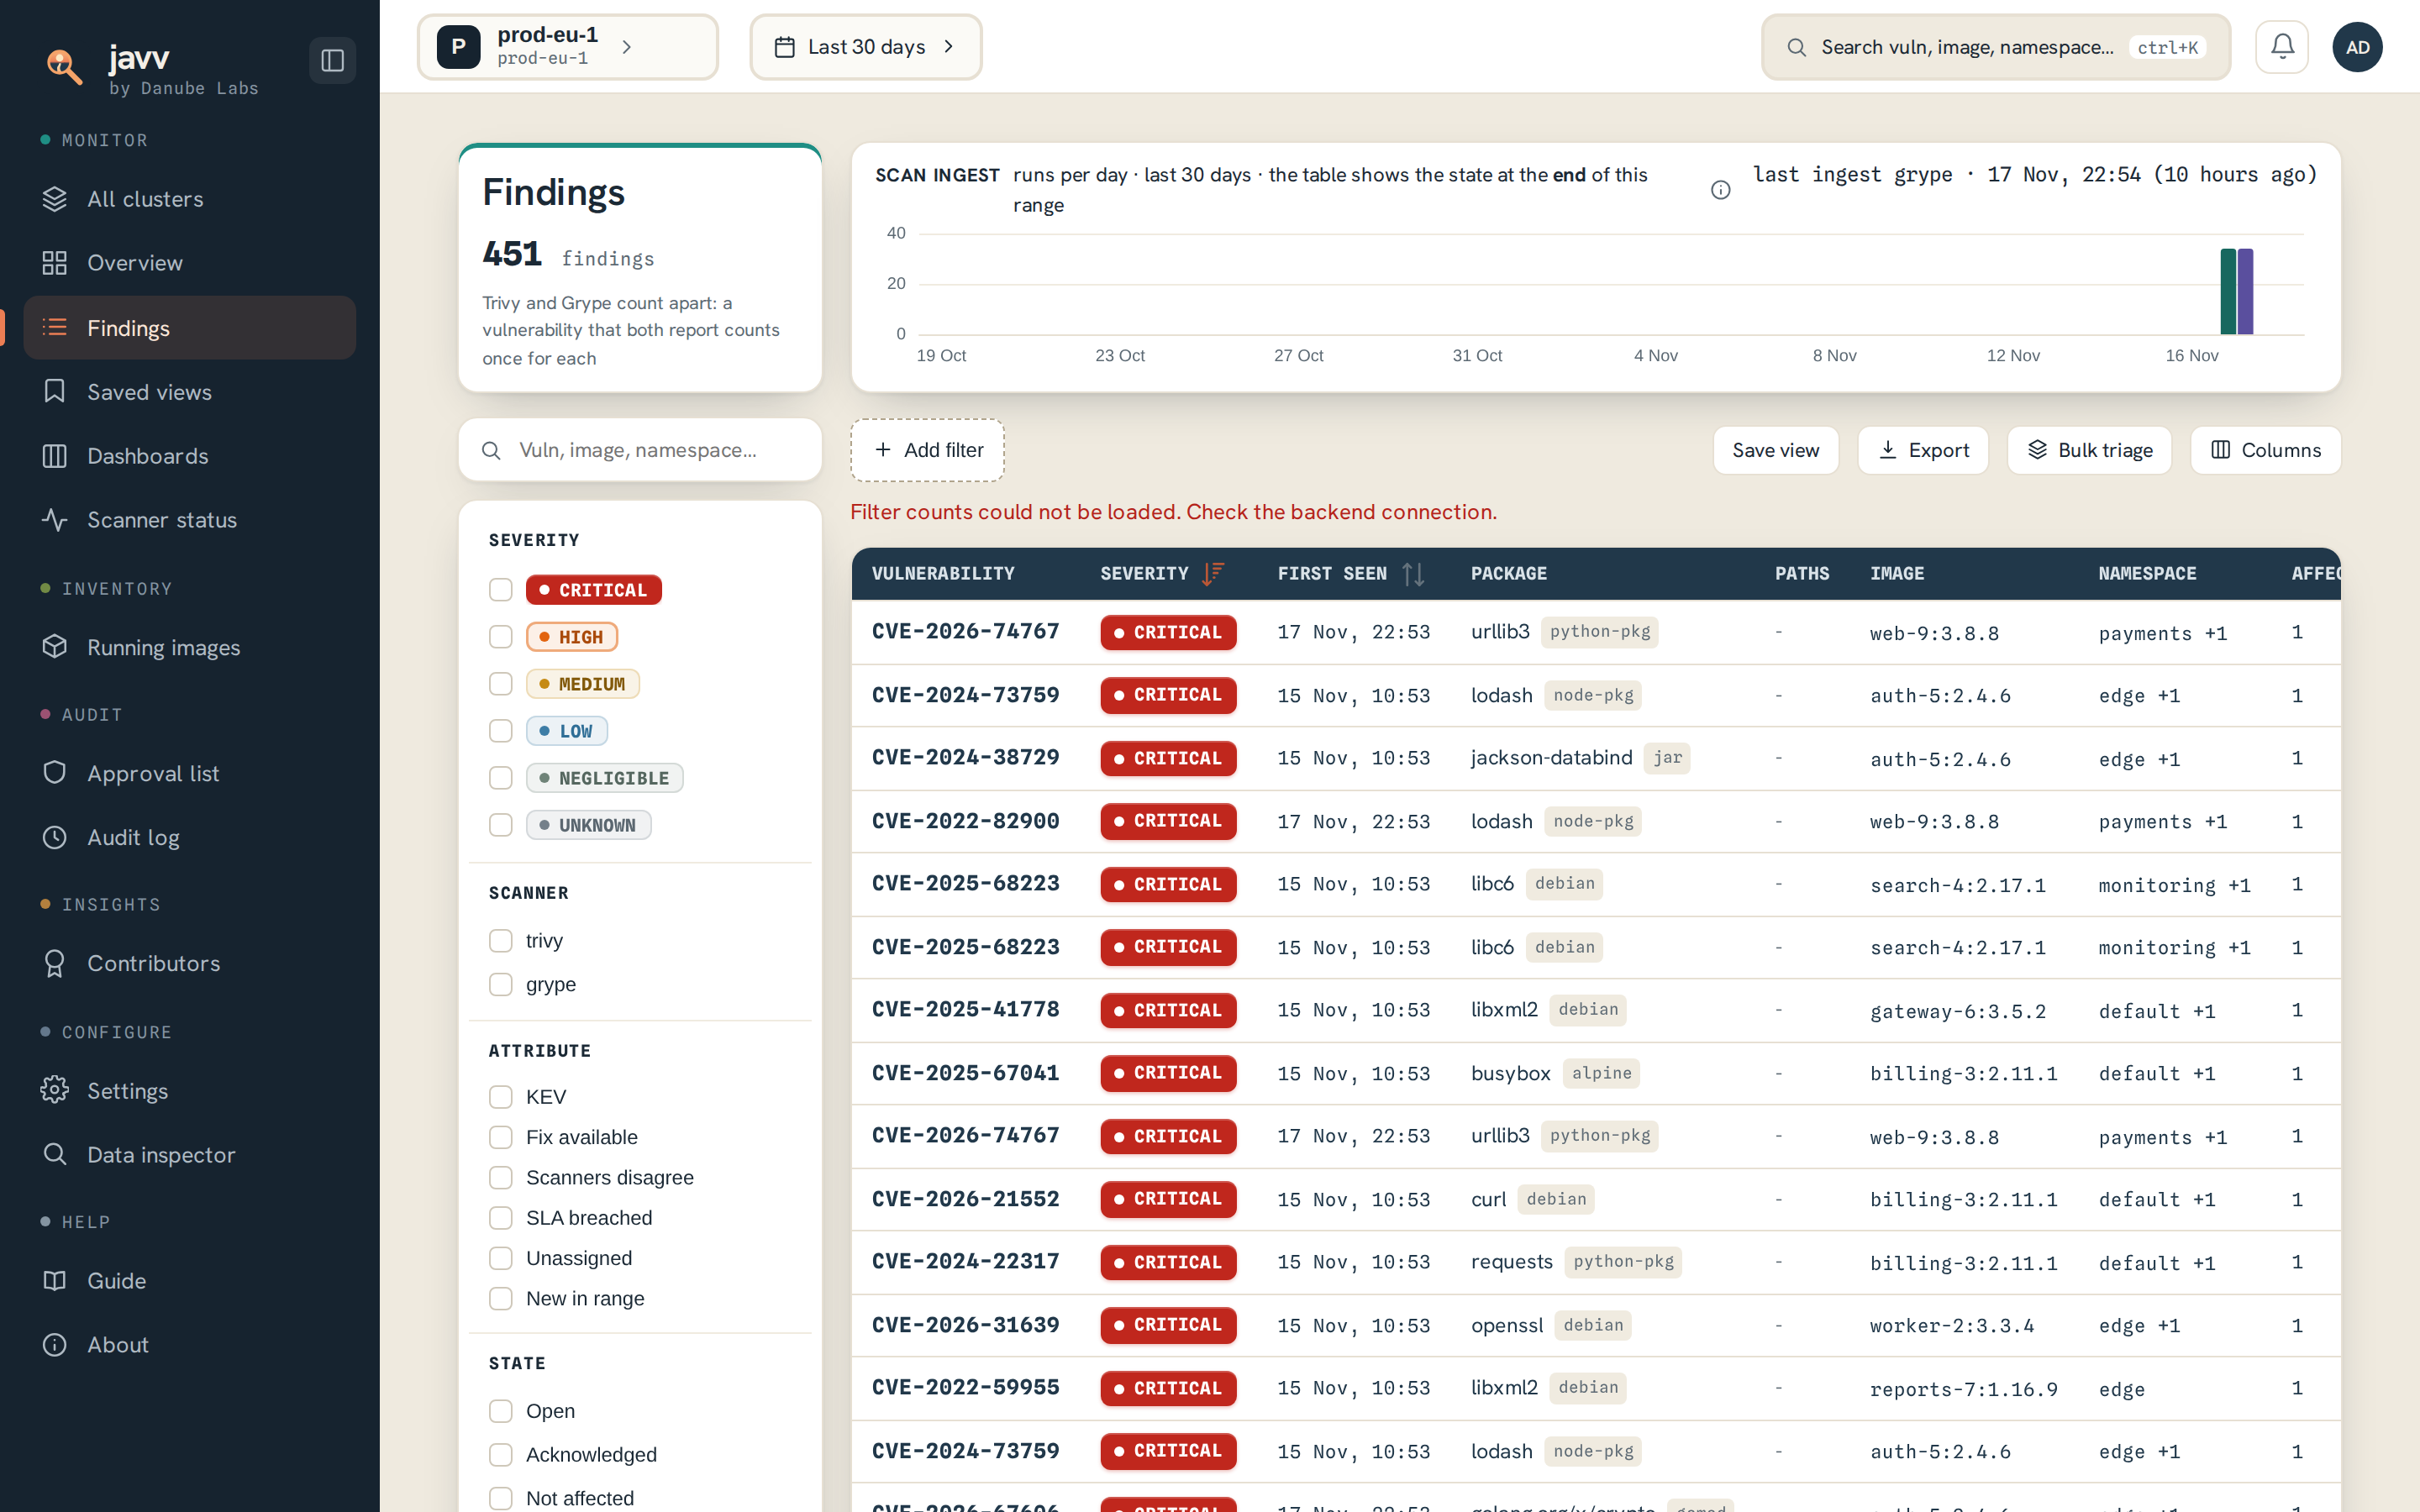 javv
by Danube Labs
MONITOR
All clusters
Overview
Findings
Saved views
Dashboards
Scanner status
INVENTORY
Running images
AUDIT
Approval list
Audit log
INSIGHTS
Contributors
CONFIGURE
Settings
Data inspector
HELP
Guide
About
P
prod-eu-1
prod-eu-1
Last 30 days
Search vuln, image, namespace... ctrl+K
AD
Findings
451 findings
Trivy and Grype count apart: a
vulnerability that both report counts
once for each
SCAN INGEST runs per day · last 30 days · the table shows the state at the end of this
range
last ingest grype · 17 Nov, 22:54 (10 hours ago)
40
20
0
19 Oct 23 Oct 27 Oct 31 Oct 4 Nov 8 Nov 12 Nov 16 Nov
Vuln, image, namespace...
Add filter
Save view
Export
Bulk triage
Columns
Filter counts could not be loaded. Check the backend connection.
SEVERITY
CRITICAL
HIGH
MEDIUM
LOW
NEGLIGIBLE
UNKNOWN
SCANNER
trivy
grype
ATTRIBUTE
KEV
Fix available
Scanners disagree
SLA breached
Unassigned
New in range
STATE
Open
Acknowledged
Not affected
VULNERABILITY SEVERITY FIRST SEEN PACKAGE PATHS IMAGE NAMESPACE
CVE-2026-74767 CRITICAL 17 Nov, 22:53 urllib3 python-pkg - web-9:3.8.8 payments +1 1
CVE-2024-73759 CRITICAL 15 Nov, 10:53 lodash node-pkg - auth-5:2.4.6 edge +1 1
CVE-2024-38729 CRITICAL 15 Nov, 10:53 jackson-databind jar - auth-5:2.4.6 edge +1 1
CVE-2022-82900 CRITICAL 17 Nov, 22:53 lodash node-pkg - web-9:3.8.8 payments +1 1
CVE-2025-68223 CRITICAL 15 Nov, 10:53 libc6 debian - search-4:2.17.1 monitoring +1 1
CVE-2025-68223 CRITICAL 15 Nov, 10:53 libc6 debian - search-4:2.17.1 monitoring +1 1
CVE-2025-41778 CRITICAL 15 Nov, 10:53 libxml2 debian - gateway-6:3.5.2 default +1 1
CVE-2025-67041 CRITICAL 15 Nov, 10:53 busybox alpine - billing-3:2.11.1 default +1 1
CVE-2026-74767 CRITICAL 17 Nov, 22:53 urllib3 python-pkg - web-9:3.8.8 payments +1 1
CVE-2026-21552 CRITICAL 15 Nov, 10:53 curl debian - billing-3:2.11.1 default +1 1
CVE-2024-22317 CRITICAL 15 Nov, 10:53 requests python-pkg - billing-3:2.11.1 default +1 1
CVE-2026-31639 CRITICAL 15 Nov, 10:53 openssl debian - worker-2:3.3.4 edge +1 1
CVE-2022-59955 CRITICAL 15 Nov, 10:53 libxml2 debian - reports-7:1.16.9 edge 1
CVE-2024-73759 CRITICAL 15 Nov, 10:53 lodash node-pkg - auth-5:2.4.6 edge +1 1